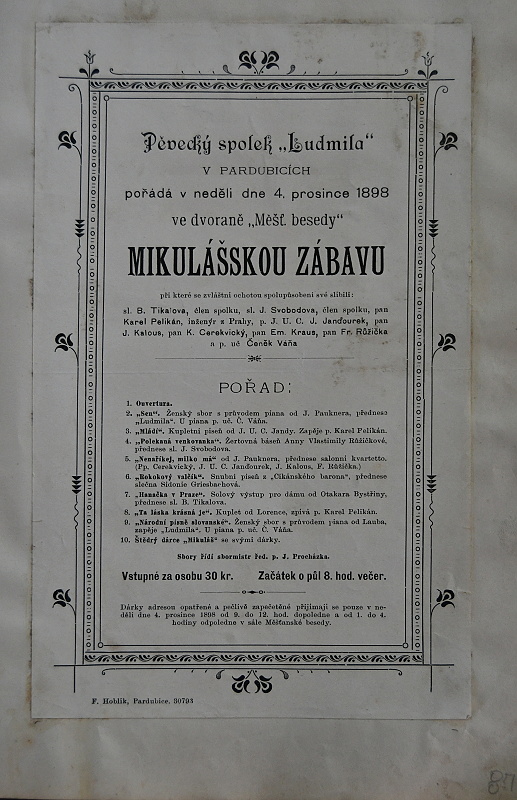 Pěvecký spolek „Ludmila“
V PARDUBICÍCH
pořádá v neděli dne 4. prosince 1898
ve dvoraně „Měšť. besedy“
MIKULÁŠSKOU ZÁBAVU
při které se zvláštní ochotou spolupůsobení své slíbili:
sl. B. Tikalova, člen spolku, sl. J. Svobodova, člen spolku, pan
Karel Pelikán, inženýr z Prahy, p. J. U. C. J. Janďourek, pan
J. Kalous, pan K. Cerekvický, pan Em. Kraus, pan Fr. Růžička
a p. uč Čeněk Váňa
POŘAD:
1. Ouvertura.
2. „Sen“. Ženský sbor s průvodem piana od J. Pauknera, přednese
„Ludmila“. U piana p. uč. Č. Váňa.
3. „Mládí“. Kupletní píseň od J. U. C. Jandy. Zapěje p. Karel Pelikán.
4. „Polekaná venkovanka“. Žertovná báseň Anny Vlastimily Růžičkové,
přednese sl. J. Svobodova.
5. „Nenaříkej, milko má“ od J. Pauknera, přednese salonní kvartetto.
(Pp. Cerekvický, J. U. C. Janďourek, J. Kalous, F. Růžička.)
6. „Rokokový valčík“. Snubní píseň z „Cikánského barona“, přednese
slečna Sidonie Griesbachová.
7. „Hanačka v Praze“. Solový výstup pro dámu od Otakara Bystřiny,
přednese sl. B. Tikalova.
8. „Ta láska krásná je“. Kuplet od Lorence, zpívá p. Karel Pelikán.
9. „Národní písně slovanské“. Ženský sbor s průvodem piana od Lauba,
zapěje „Ludmila“. U piana p. uč. Č. Váňa.
10. Štědrý dárce „Mikuláš“ se svými dárky.
Sbory řídí sbormistr řed. p. J. Procházka.
Vstupné za osobu 30 kr. Začátek o půl 8. hod. večer.
Dárky adresou opatřené a pečlivě zapečetěné přijímají se pouze v ne-
děli dne 4. prosince 1898 od 9. do 12. hod. dopoledne a od 1. do 4.
hodiny odpoledne v sále Měšťanské besedy.
F. Hoblík, Pardubice. 30793
87